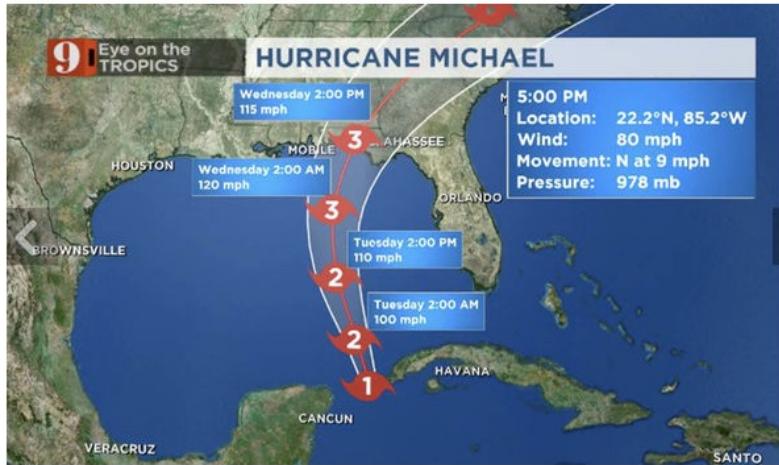 9
Eye on the
TROPICS
HURRICANE MICHAEL
5:00 PM
Location: 22.2°N, 85.2°W
Wind: 80 mph
Movement: N at 9 mph
Pressure: 978 mb
Wednesday 2:00 PM
115 mph
3
MOBILE
AHASSEE
HOUSTON
Wednesday 2:00 AM
120 mph
3
ORLANDO
BROWNSVILLE
Tuesday 2:00 PM
110 mph
2
Tuesday 2:00 AM
100 mph
2
HAVANA
1
CANCUN
VERACRUZ
SANTO